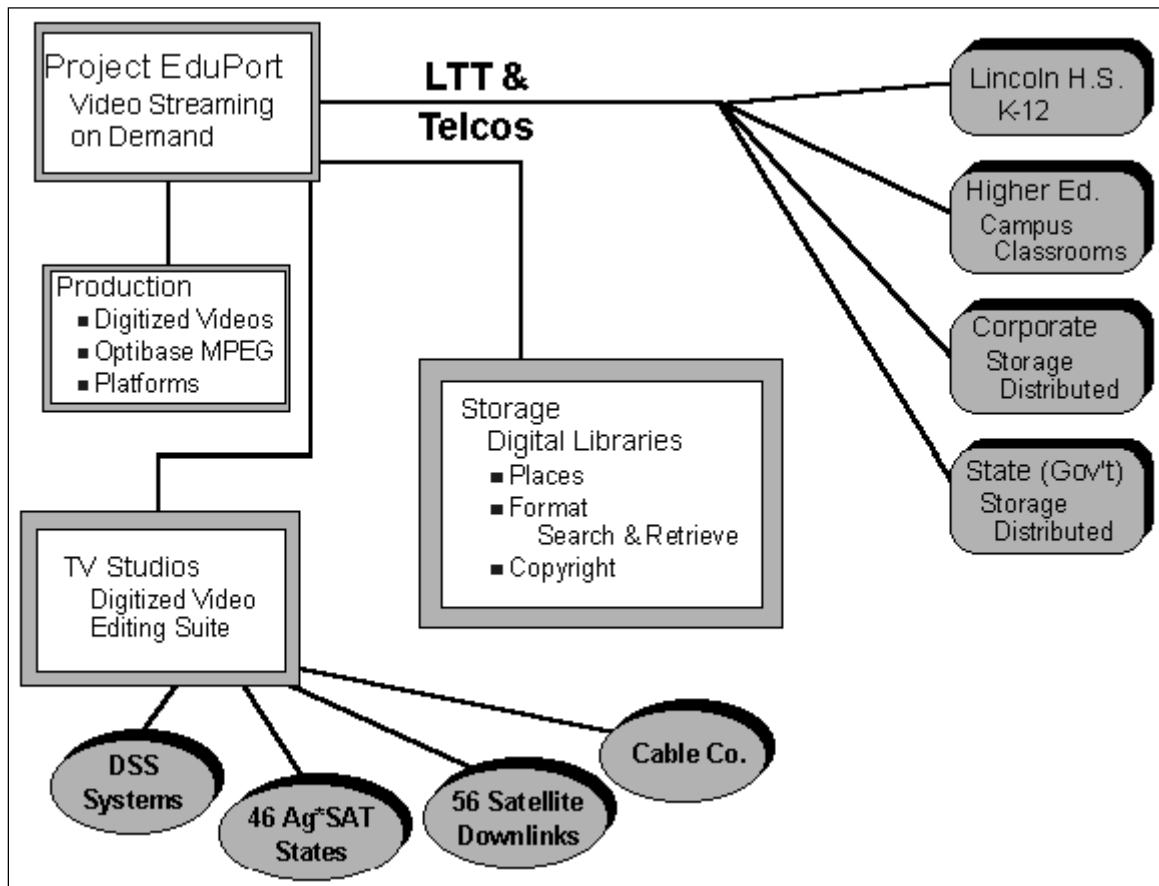 Project EduPort
Video Streaming
on Demand
LTT &
Telcos
Lincoln H.S.
K-12
Higher Ed.
Campus
Classrooms
Corporate
Storage
Distributed
State (Gov't)
Storage
Distributed
Production
■ Digitized Videos
■ Optibase MPEG
■ Platforms
Storage
Digital Libraries
■ Places
■ Format
Search & Retrieve
■ Copyright
TV Studios
Digitized Video
Editing Suite
DSS
Systems
46 Ag*SAT
States
56 Satellite
Downlinks
Cable Co.